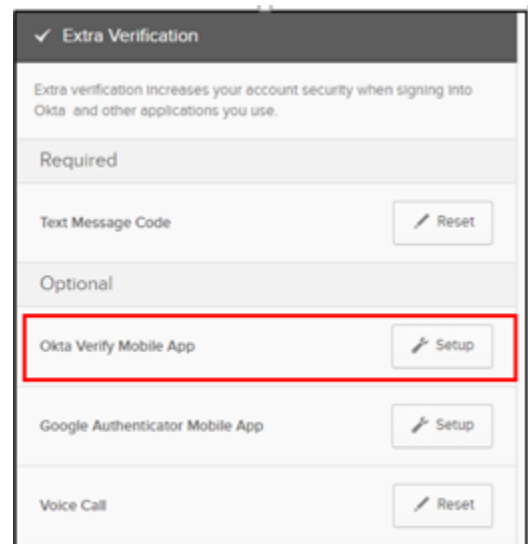 Extra Verification
Extra verification increases your account security when signing into
Okta and other applications you use.
Required
Text Message Code
Reset
Optional
Okta Verify Mobile App
Setup
Google Authenticator Mobile App
Setup
Voice Call
Reset